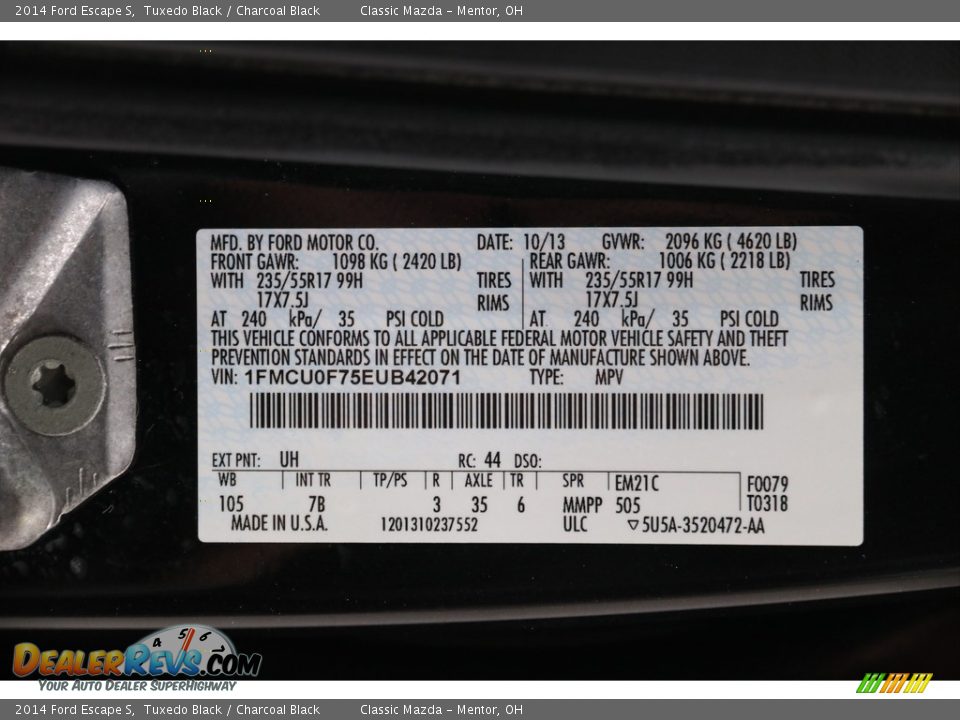 2014 Ford Escape S, Tuxedo Black / Charcoal Black Classic Mazda – Mentor, OH
MFD. BY FORD MOTOR CO. DATE: 10/13 GVWR: 2096 KG ( 4620 LB)
FRONT GAWR: 1098 KG ( 2420 LB) REAR GAWR: 1006 KG ( 2218 LB)
WITH 235/55R17 99H TIRES WITH 235/55R17 99H TIRES
17X7.5J RIMS 17X7.5J RIMS
AT 240 kPa/ 35 PSI COLD AT 240 kPa/ 35 PSI COLD
THIS VEHICLE CONFORMS TO ALL APPLICABLE FEDERAL MOTOR VEHICLE SAFETY AND THEFT
PREVENTION STANDARDS IN EFFECT ON THE DATE OF MANUFACTURE SHOWN ABOVE.
VIN: 1FMCU0F75EUB42071 TYPE: MPV
EXT PNT: UH RC: 44 DSO:
WB INT TR TP/PS R AXLE TR SPR EM21C F0079
105 7B 3 35 6 MMPP 505 T0318
MADE IN U.S.A. 1201310237552 ULC ▽5U5A-3520472-AA
4 5 6
DEALERREVS.COM
YOUR AUTO DEALER SUPERHIGHWAY
2014 Ford Escape S, Tuxedo Black / Charcoal Black Classic Mazda – Mentor, OH